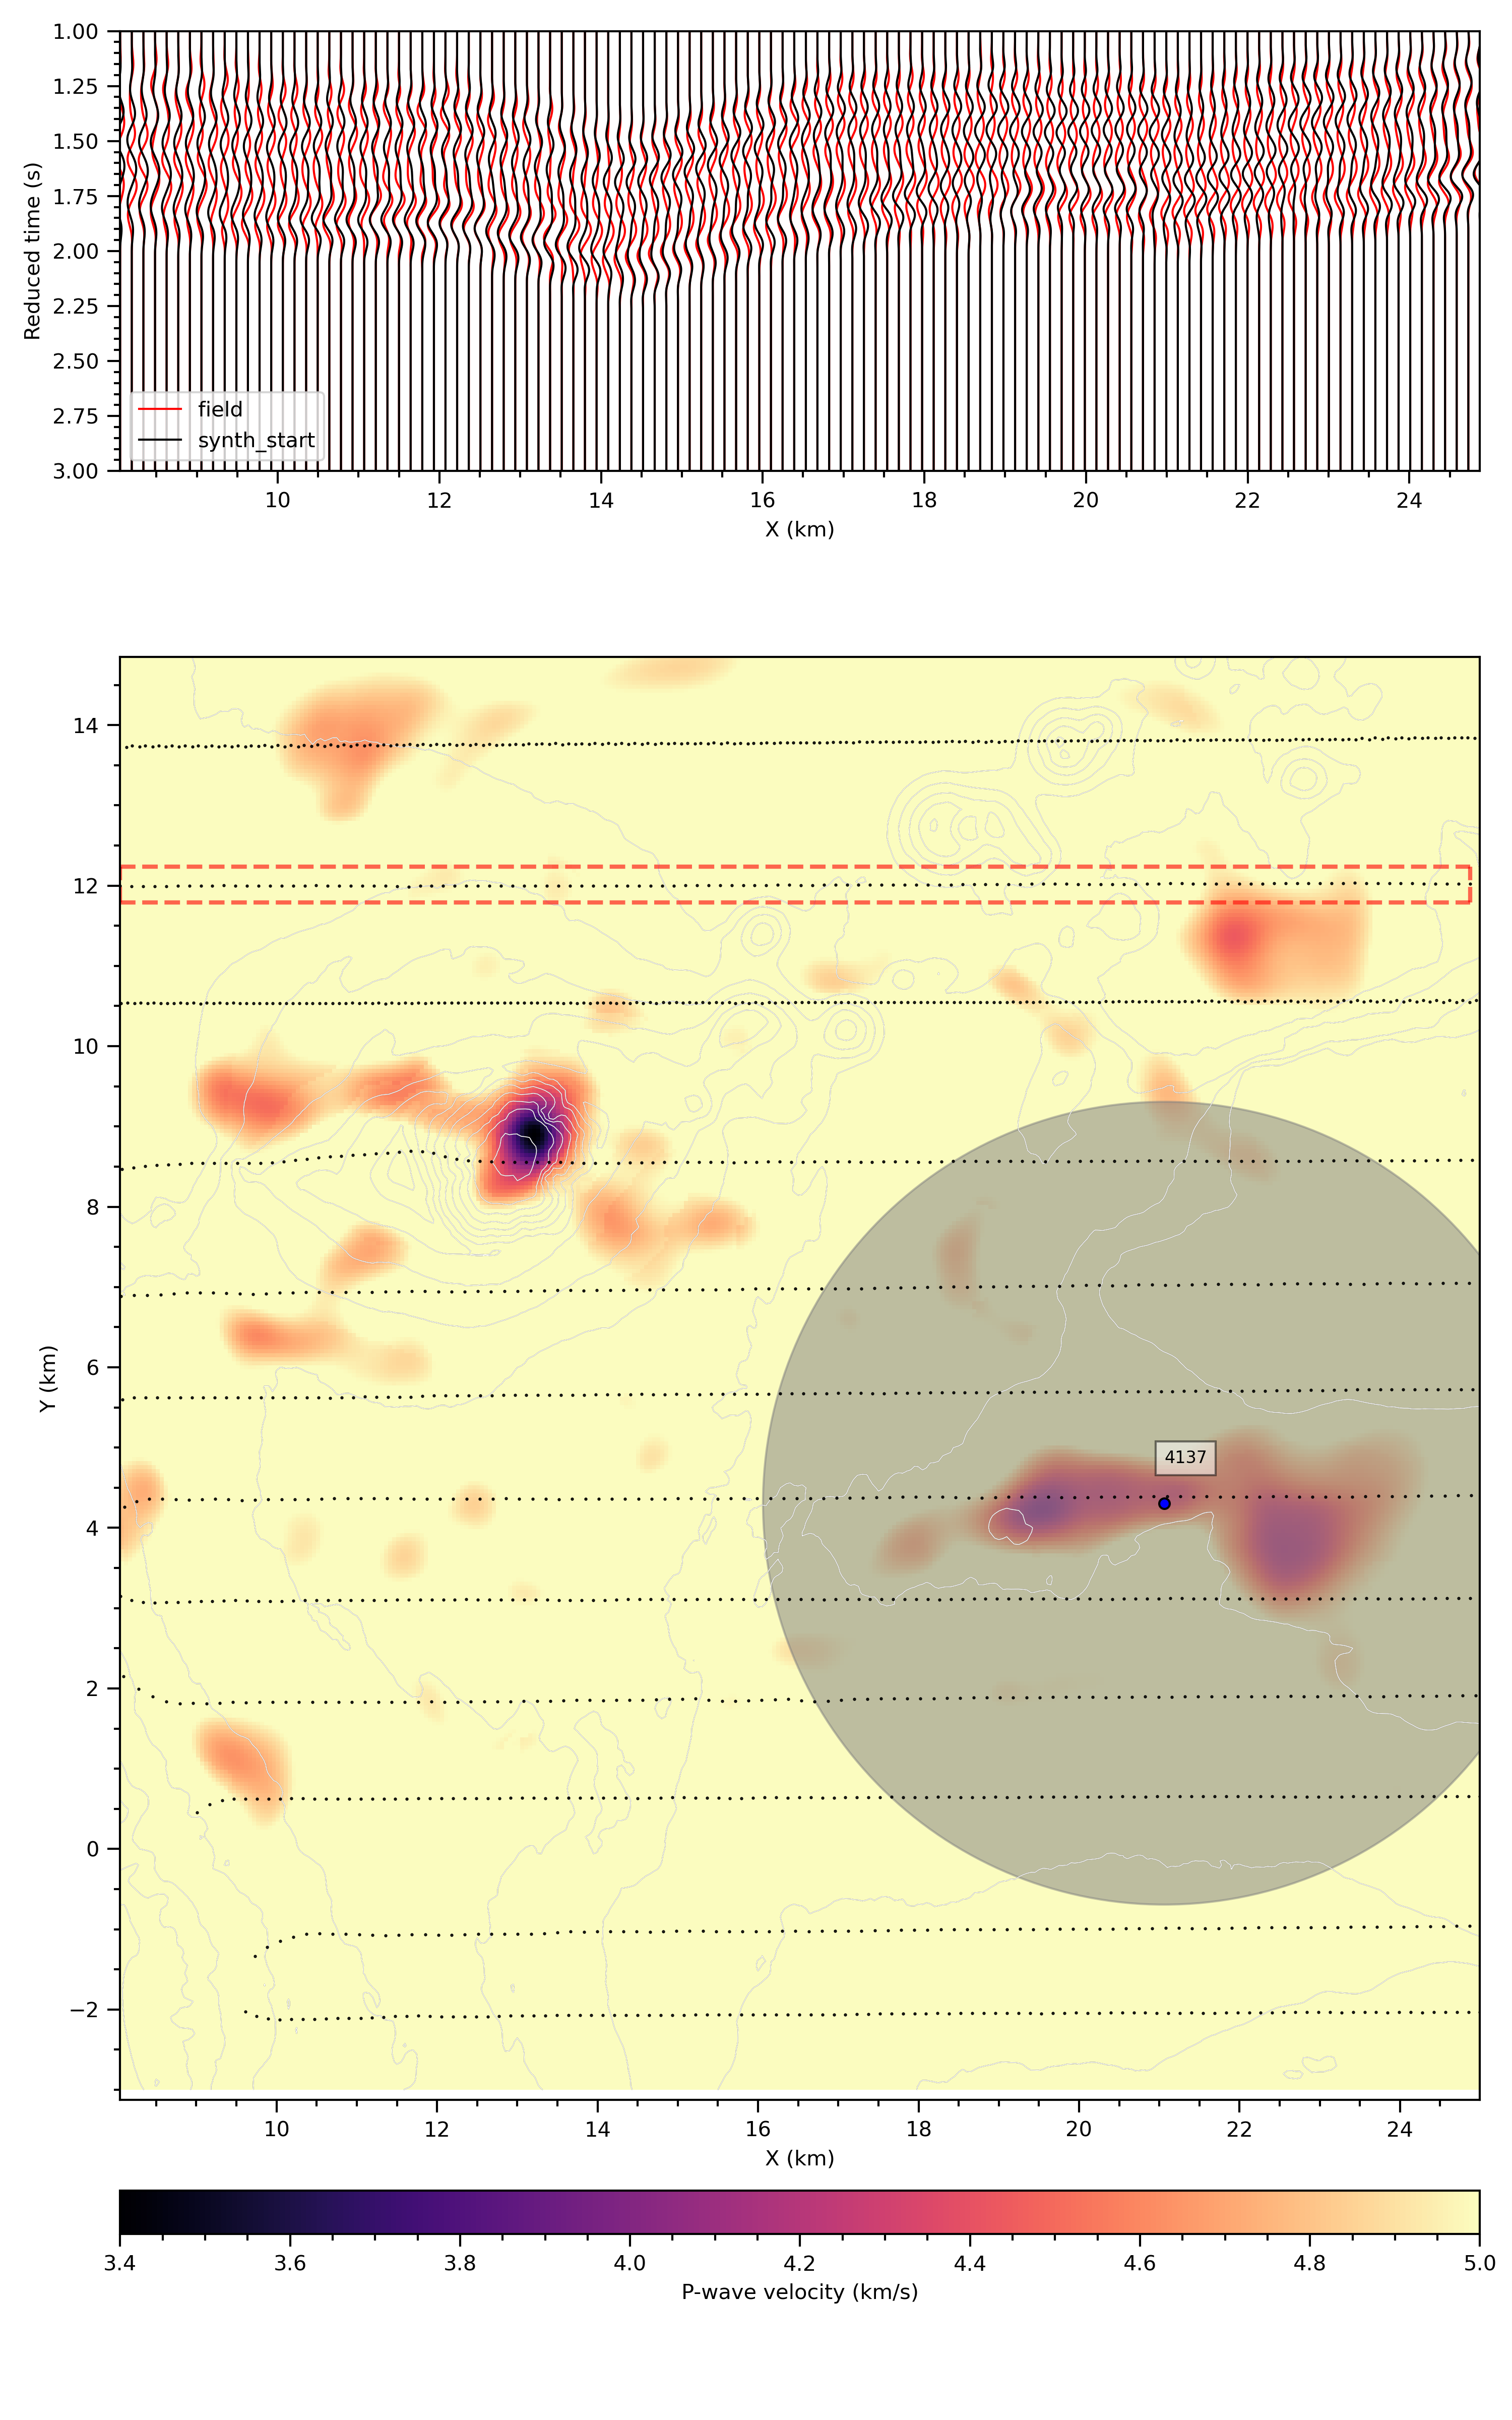 1.00
1.25
1.50
1.75
2.00
2.25
2.50
2.75
3.00
Reduced time (s)
field
synth_start
10 12 14 16 18 20 22 24
X (km)
14
12
10
8
6
4
2
0
−2
Y (km)
4137
10 12 14 16 18 20 22 24
X (km)
3.4 3.6 3.8 4.0 4.2 4.4 4.6 4.8 5.0
P-wave velocity (km/s)